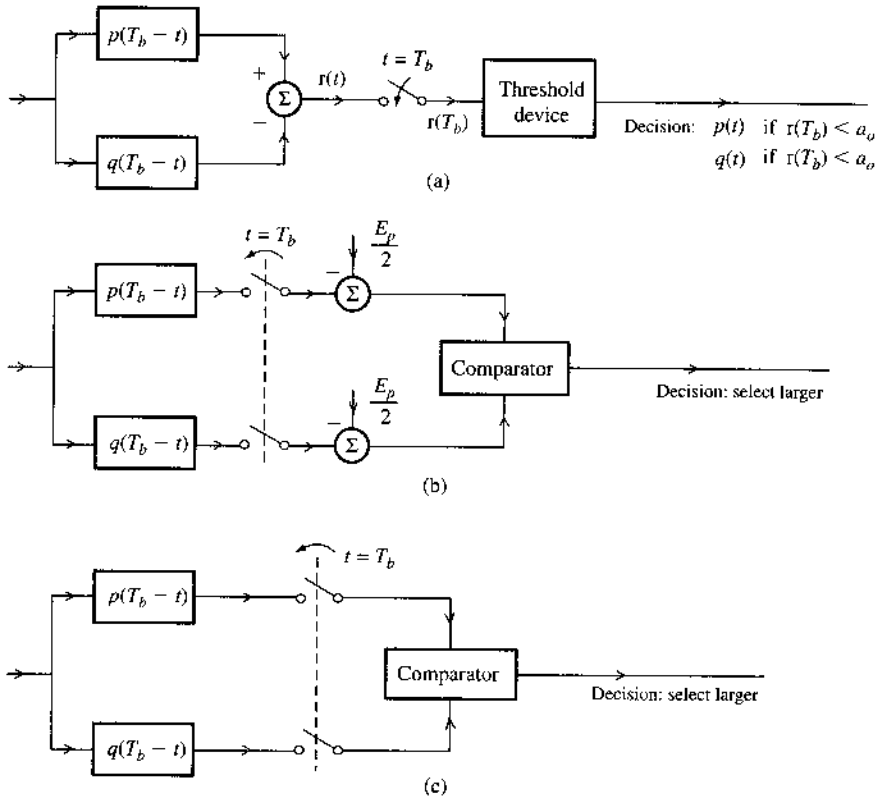 p(T_b − t)
+
Σ
−
r(t)
t = T_b
r(T_b)
Threshold
device
Decision: p(t) if r(T_b) < a_o
q(t) if r(T_b) < a_o
q(T_b − t)
(a)
t = T_b
E_p
2
p(T_b − t)
−
Σ
Comparator
Decision: select larger
E_p
2
q(T_b − t)
−
Σ
(b)
t = T_b
p(T_b − t)
Comparator
Decision: select larger
q(T_b − t)
(c)